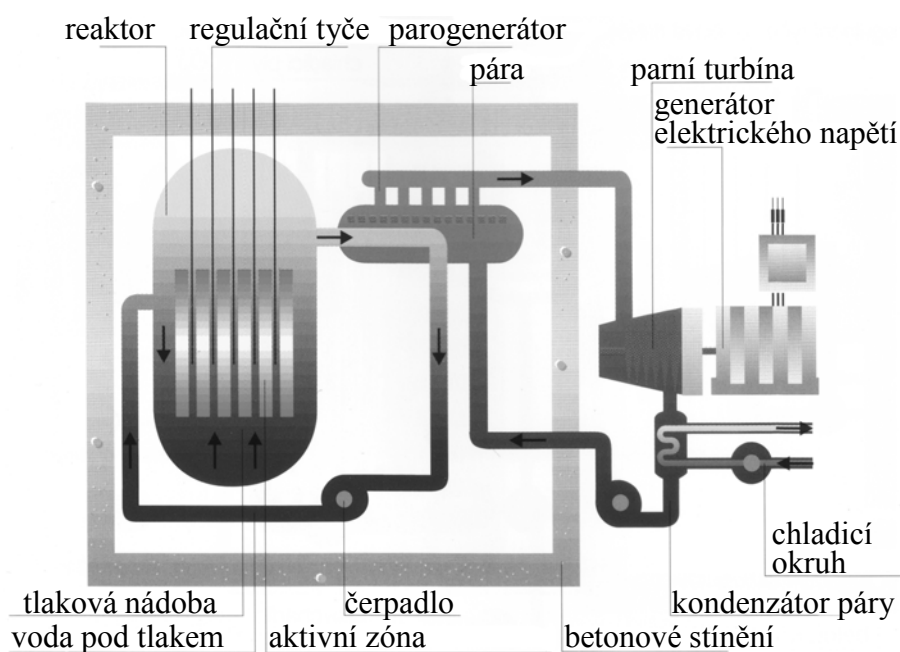 reaktor
regulační tyče
parogenerátor
pára
parní turbína
generátor
elektrického napětí
chladicí
okruh
tlaková nádoba
čerpadlo
kondenzátor páry
voda pod tlakem
aktivní zóna
betonové stínění